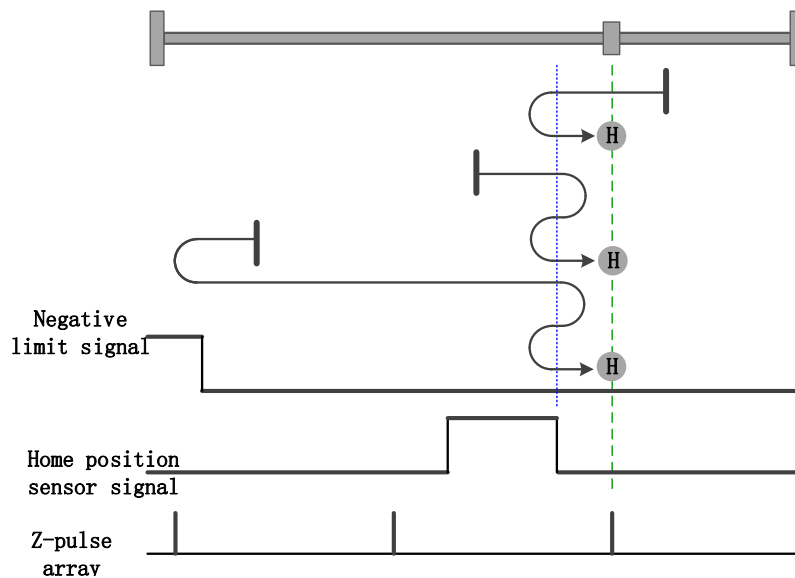 H
H
Negative
limit signal
H
Home position
sensor signal
Z-pulse
array